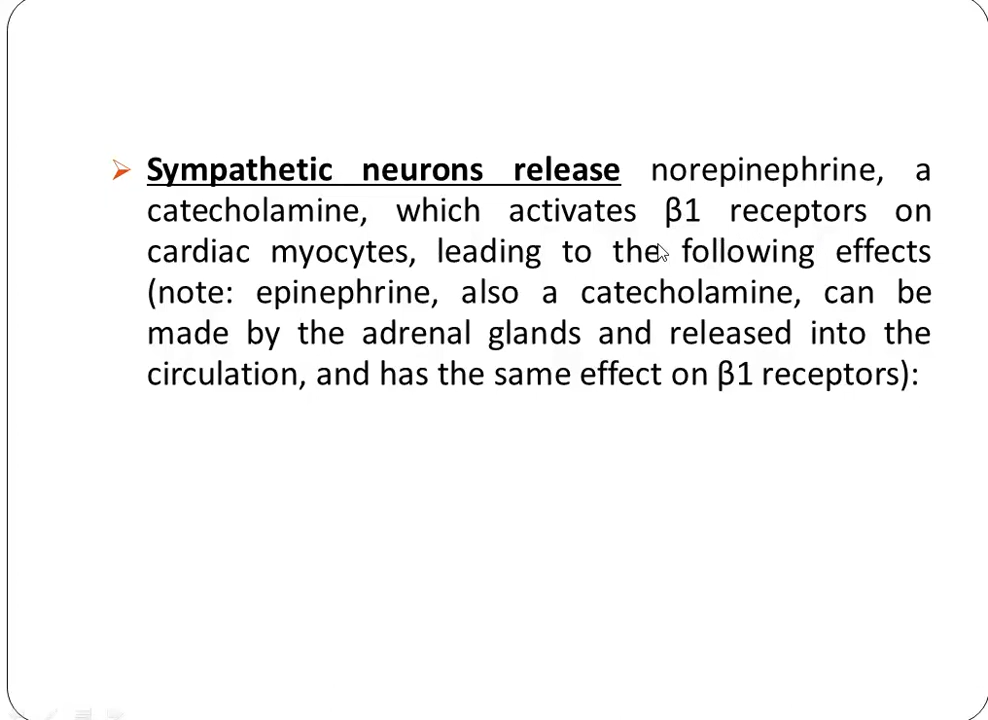 Sympathetic neurons release norepinephrine, a
catecholamine, which activates β1 receptors on
cardiac myocytes, leading to the following effects
(note: epinephrine, also a catecholamine, can be
made by the adrenal glands and released into the
circulation, and has the same effect on β1 receptors):